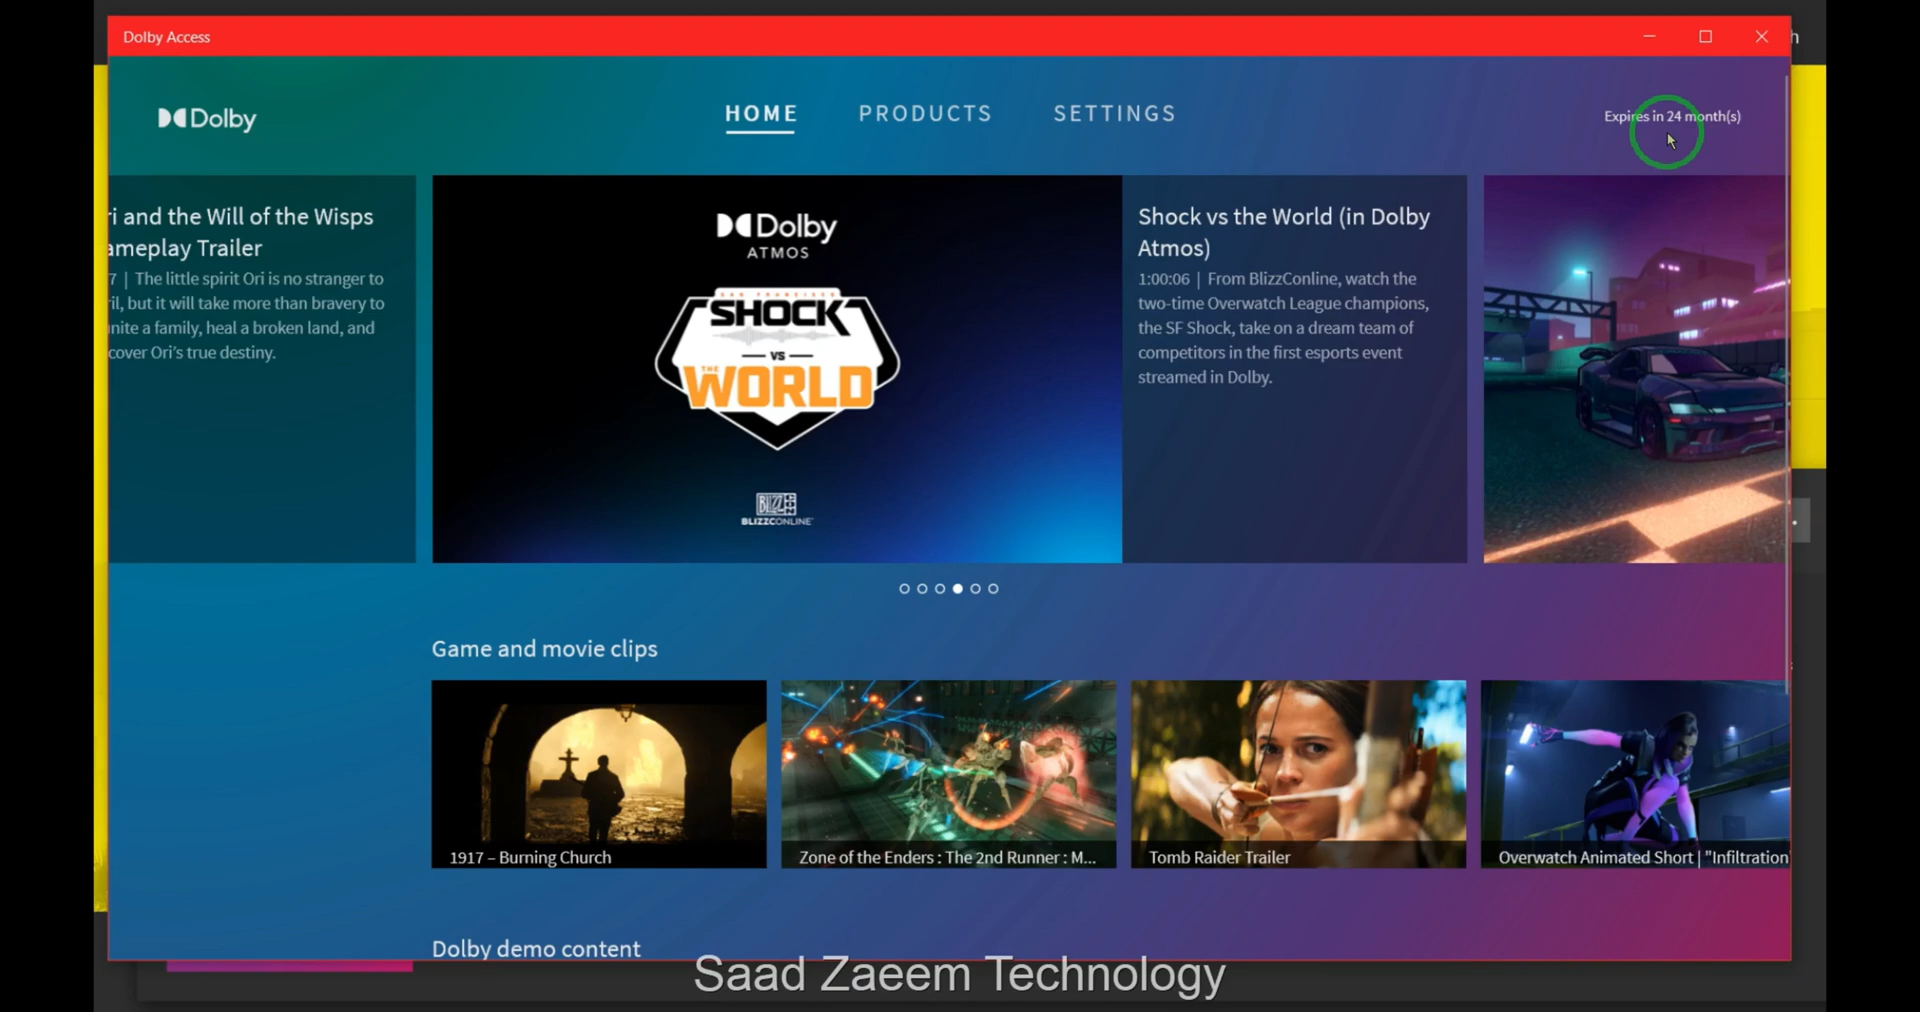 Dolby Access
Dolby
HOME PRODUCTS SETTINGS
Expires in 24 month(s)
i and the Will of the Wisps
ameplay Trailer
7 | The little spirit Ori is no stranger to
il, but it will take more than bravery to
nite a family, heal a broken land, and
cover Ori's true destiny.
Dolby
ATMOS
SHOCK
VS
THE
WORLD
BLIZZ
BLIZZCONLINE
Shock vs the World (in Dolby
Atmos)
1:00:06 | From BlizzConline, watch the
two-time Overwatch League champions,
the SF Shock, take on a dream team of
competitors in the first esports event
streamed in Dolby.
Game and movie clips
1917 – Burning Church
Zone of the Enders : The 2nd Runner : M...
Tomb Raider Trailer
Overwatch Animated Short | "Infiltration
Dolby demo content
Saad Zaeem Technology